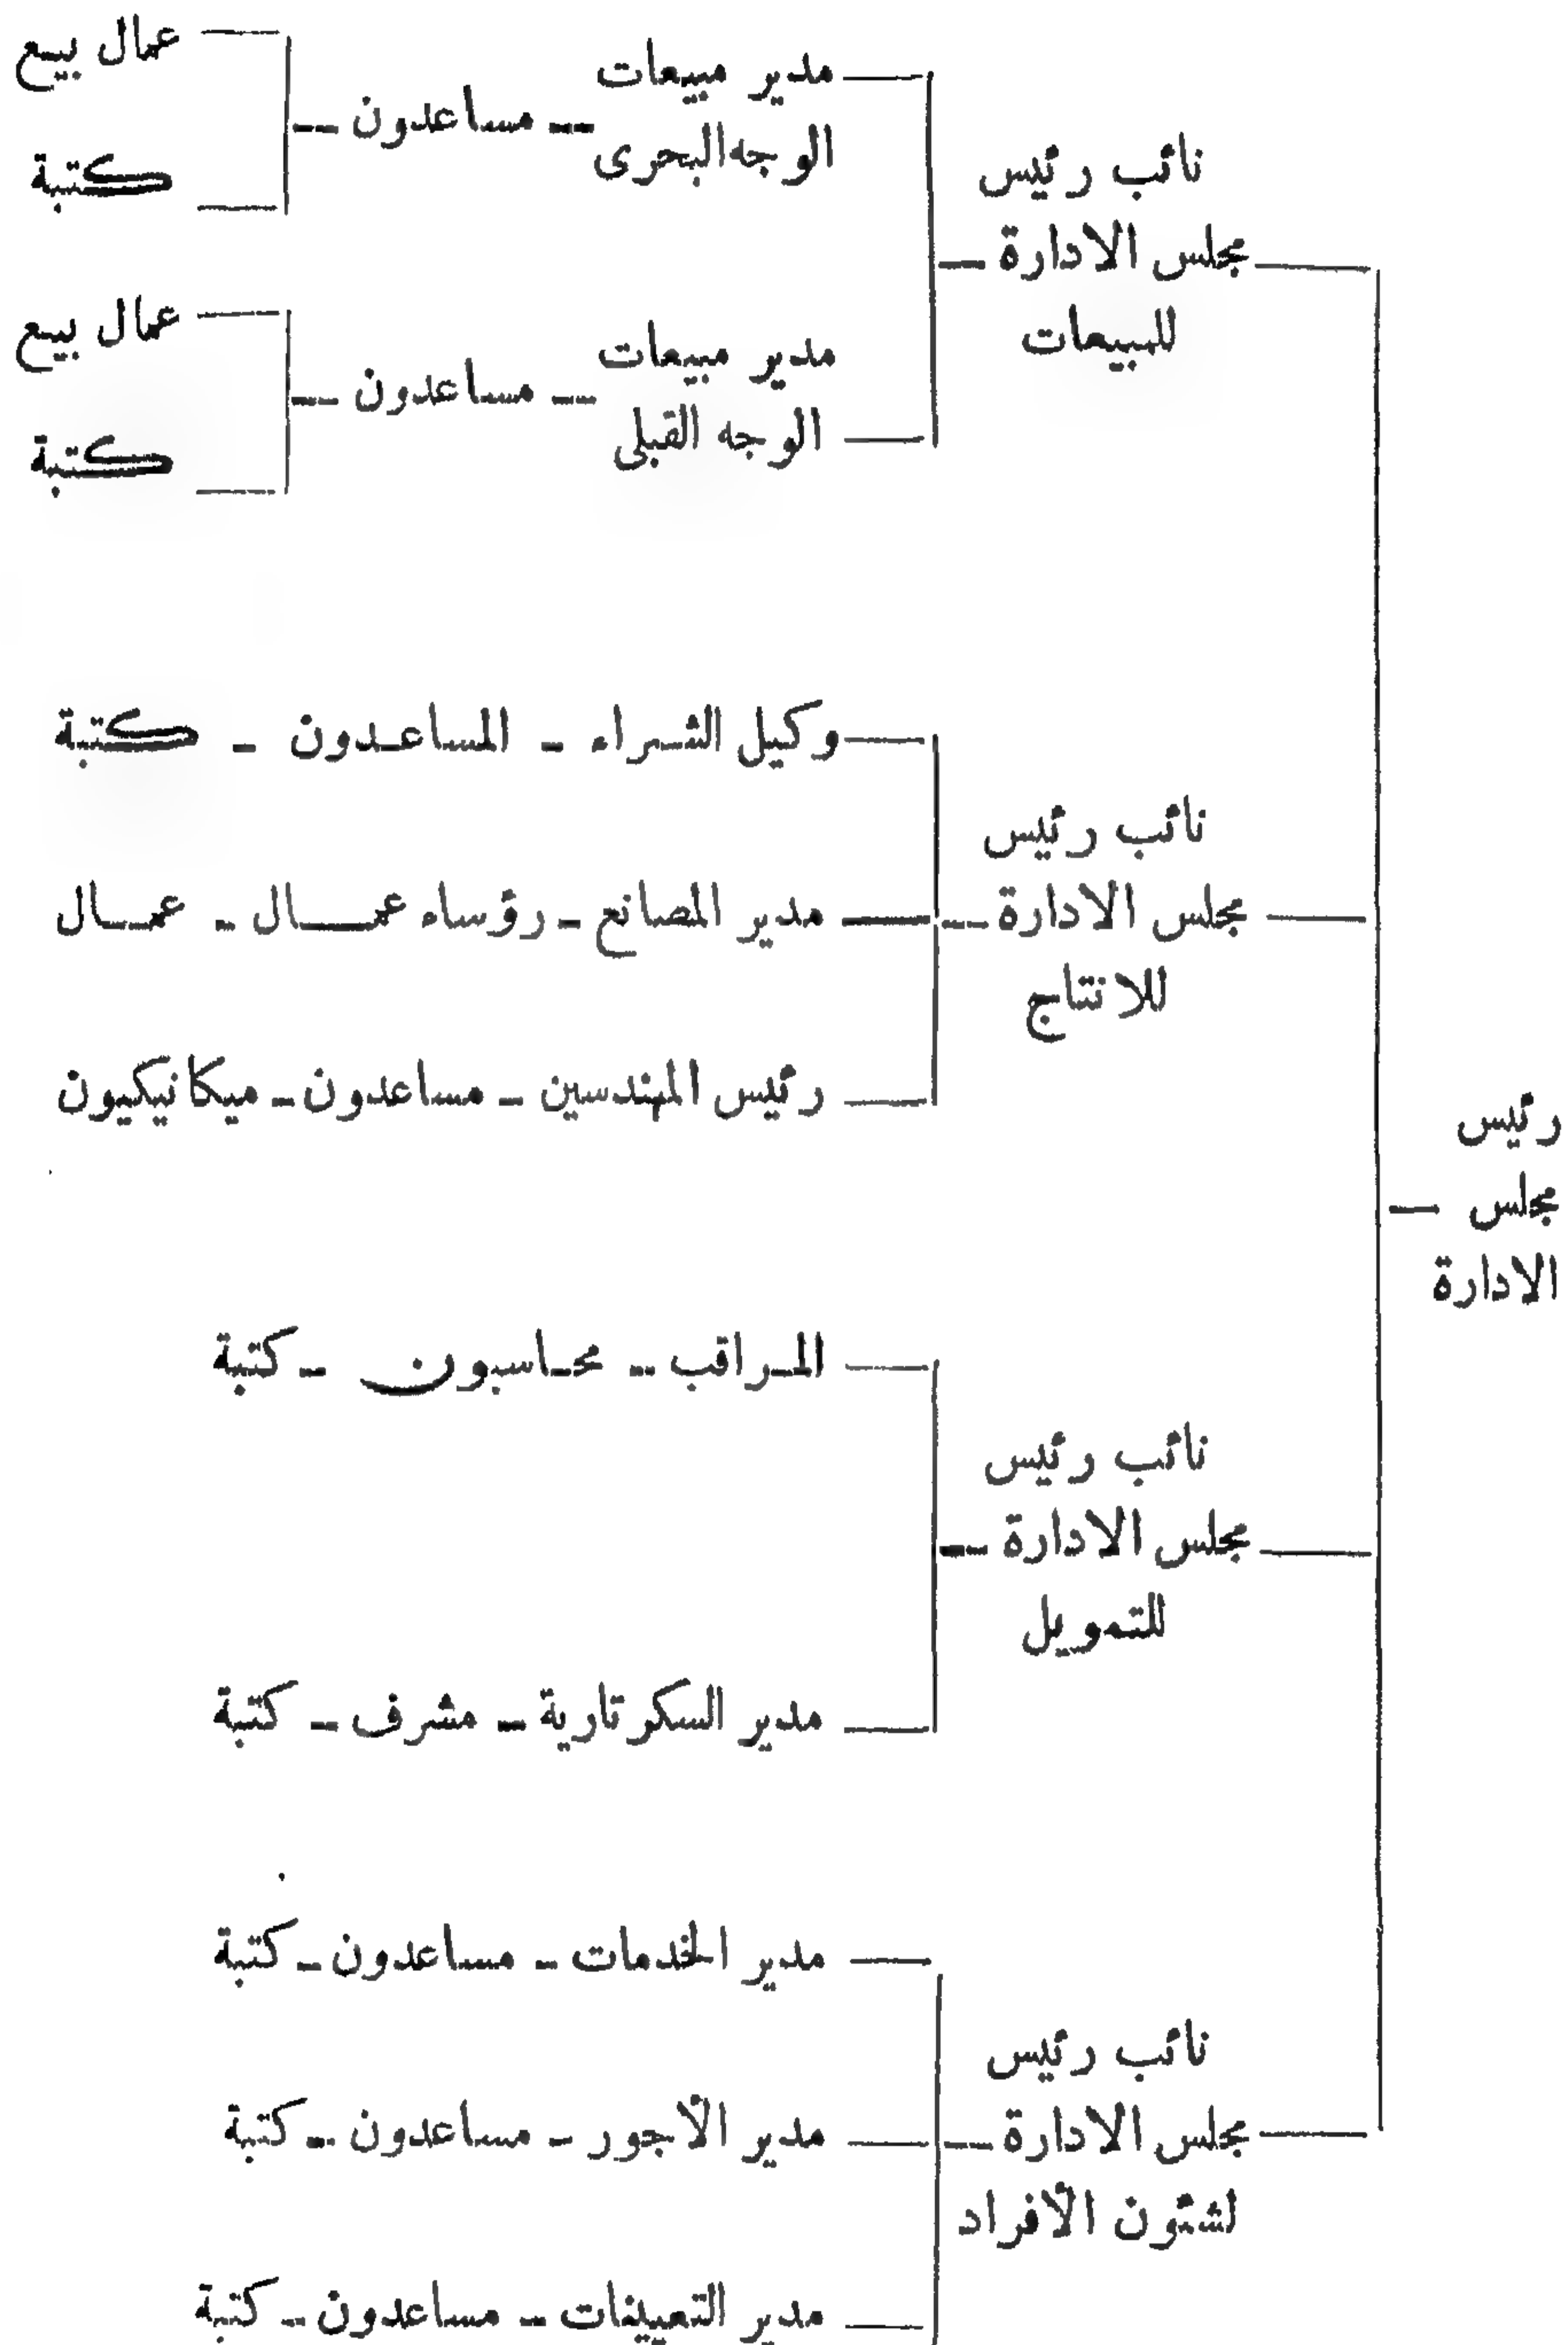 رئيس
مجلس
الادارة
نائب رئيس
مجلس الادارة
للمبيعات
مدير مبيعات
الوجه البحرى
مساعدون
عمال بيع
كتبة
مدير مبيعات
الوجه القبلى
مساعدون
عمال بيع
كتبة
نائب رئيس
مجلس الادارة
للانتاج
وكيل الشراء - المساعدون - كتبة
مدير المصانع - رؤساء عمال - عمال
رئيس المهندسين - مساعدون - ميكانيكيون
نائب رئيس
مجلس الادارة
للتمويل
المراقب - محاسبون - كتبة
مدير السكرتارية - مشرف - كتبة
نائب رئيس
مجلس الادارة
لشئون الأفراد
مدير الخدمات - مساعدون - كتبة
مدير الأجور - مساعدون - كتبة
مدير التعيينات - مساعدون - كتبة